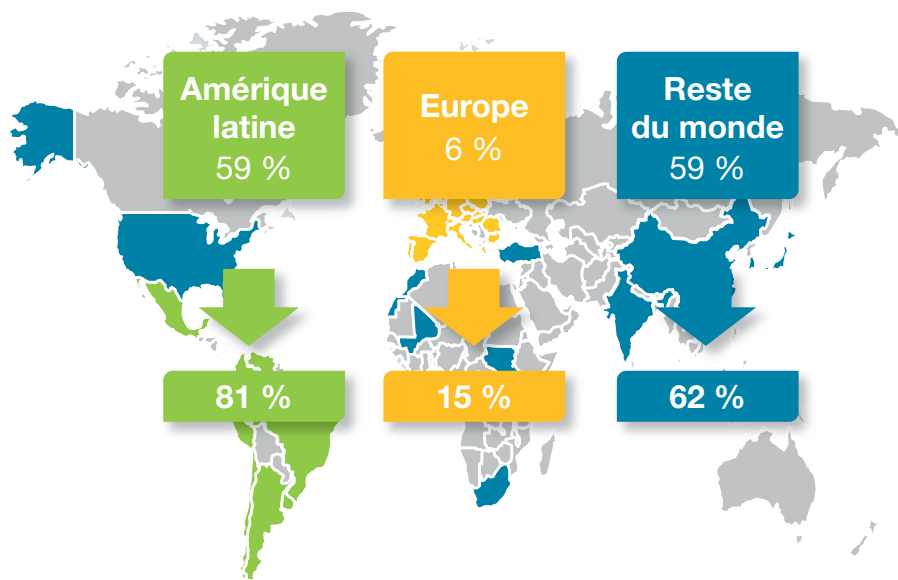 Amérique
latine
59 %
Europe
6 %
Reste
du monde
59 %
81 %
15 %
62 %